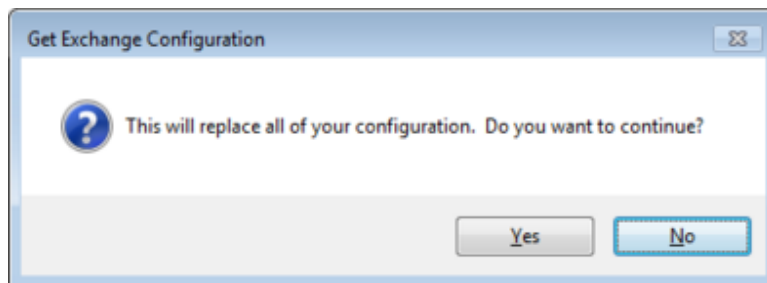 Get Exchange Configuration
This will replace all of your configuration.  Do you want to continue?
Yes
No